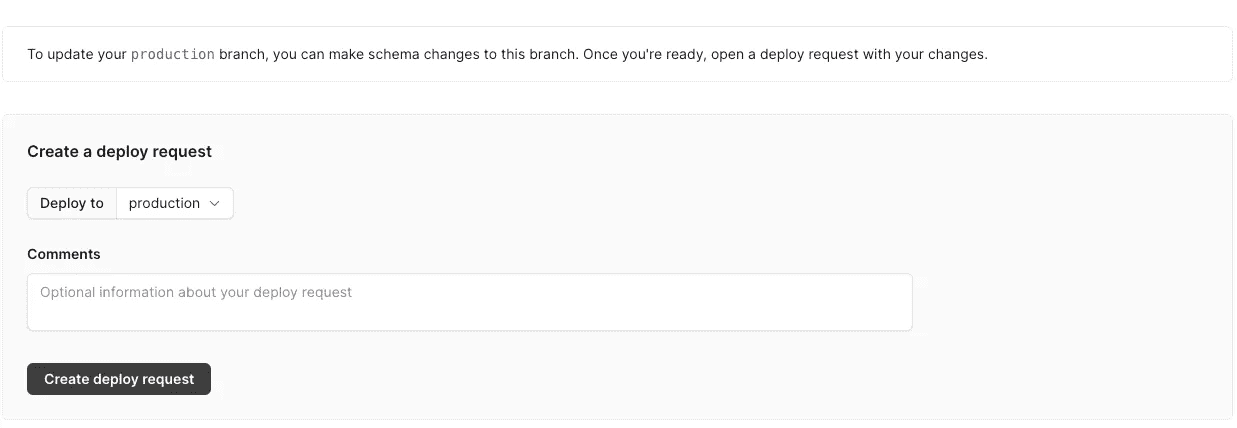 To update your production branch, you can make schema changes to this branch. Once you're ready, open a deploy request with your changes.
Create a deploy request
Deploy to production
Comments
Optional information about your deploy request
Create deploy request